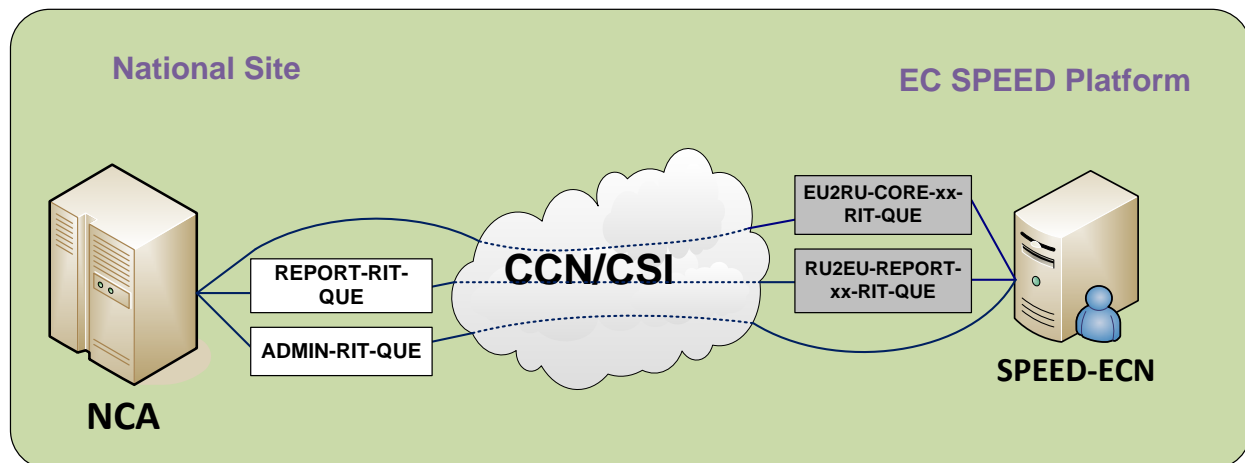 National Site
EC SPEED Platform
EU2RU-CORE-xx-
RIT-QUE
REPORT-RIT-
QUE
CCN/CSI
RU2EU-REPORT-
xx-RIT-QUE
ADMIN-RIT-QUE
SPEED-ECN
NCA